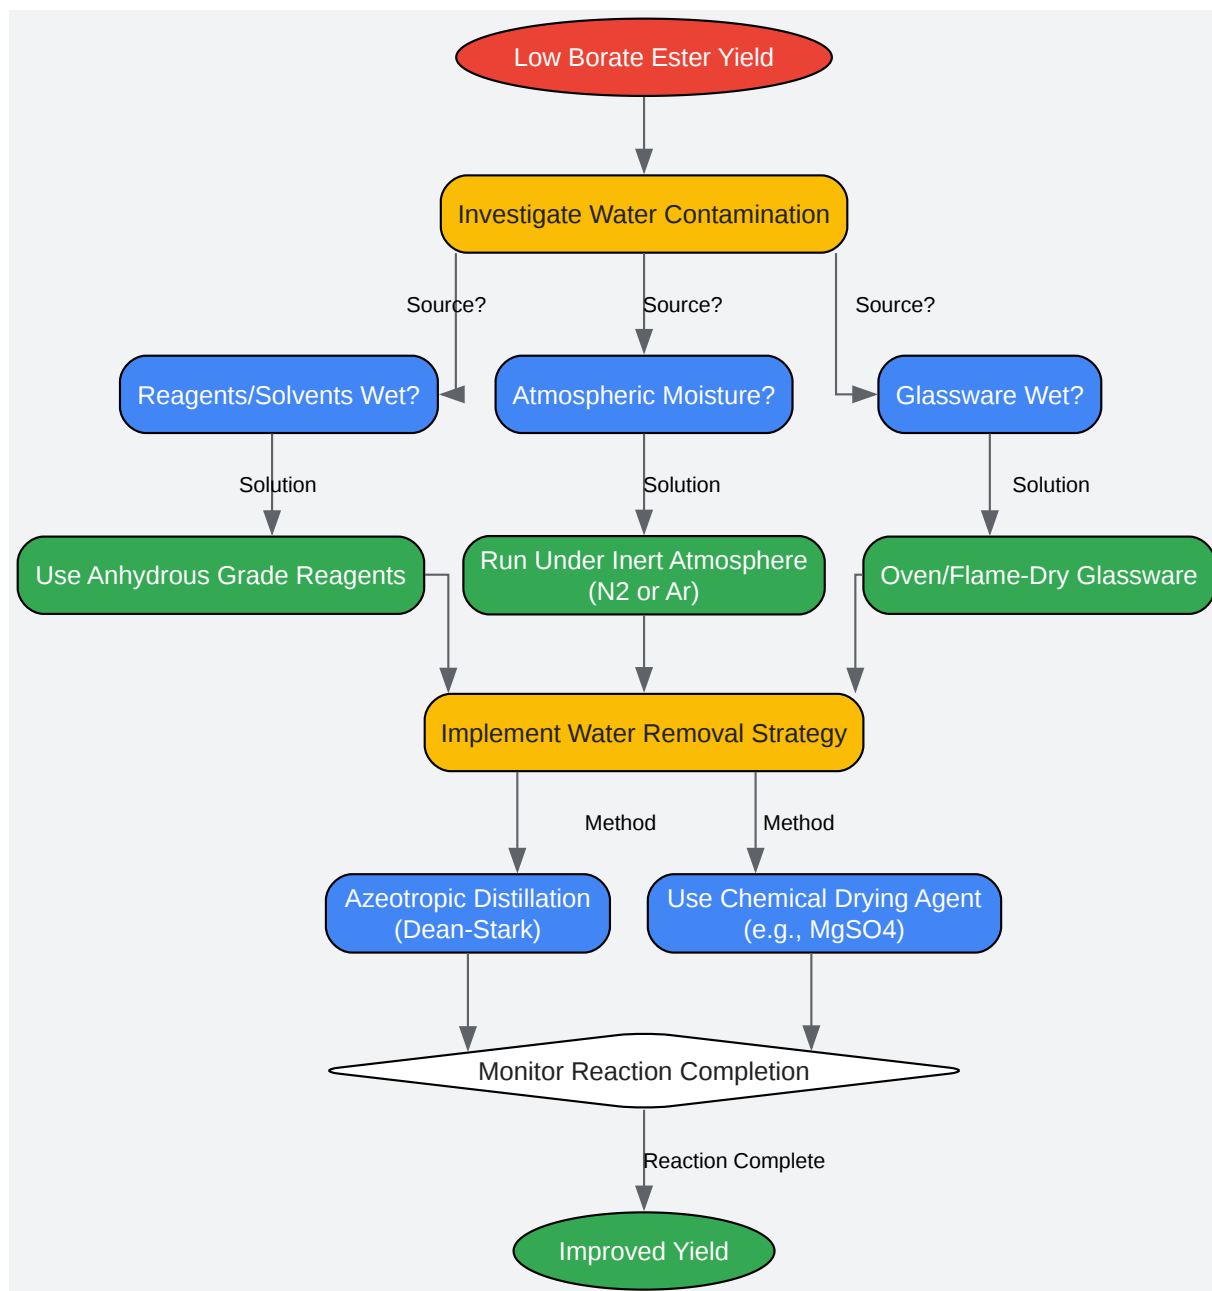 Low Borate Ester Yield
Investigate Water Contamination
Source?
Source?
Source?
Reagents/Solvents Wet?
Atmospheric Moisture?
Glassware Wet?
Solution
Solution
Solution
Use Anhydrous Grade Reagents
Run Under Inert Atmosphere
(N2 or Ar)
Oven/Flame-Dry Glassware
Implement Water Removal Strategy
Method
Method
Azeotropic Distillation
(Dean-Stark)
Use Chemical Drying Agent
(e.g., MgSO4)
Monitor Reaction Completion
Reaction Complete
Improved Yield